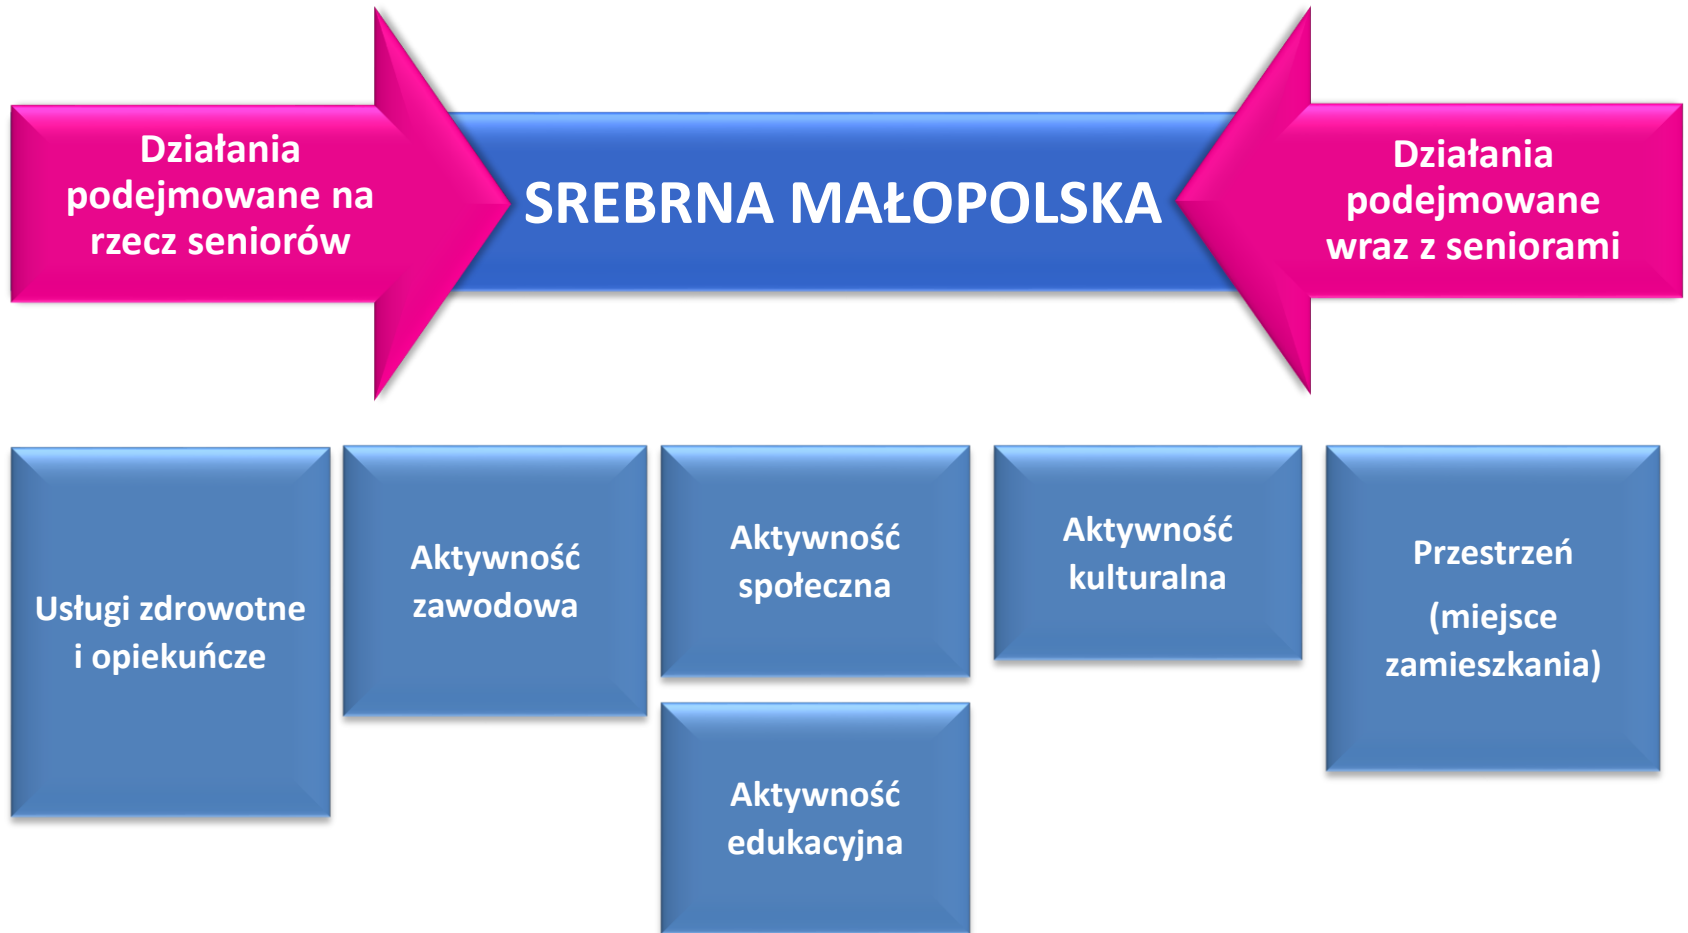 Działania
podejmowane na
rzecz seniorów
SREBRNA MAŁOPOLSKA
Działania
podejmowane
wraz z seniorami
Usługi zdrowotne
i opiekuńcze
Aktywność
zawodowa
Aktywność
społeczna
Aktywność
edukacyjna
Aktywność
kulturalna
Przestrzeń
(miejsce
zamieszkania)